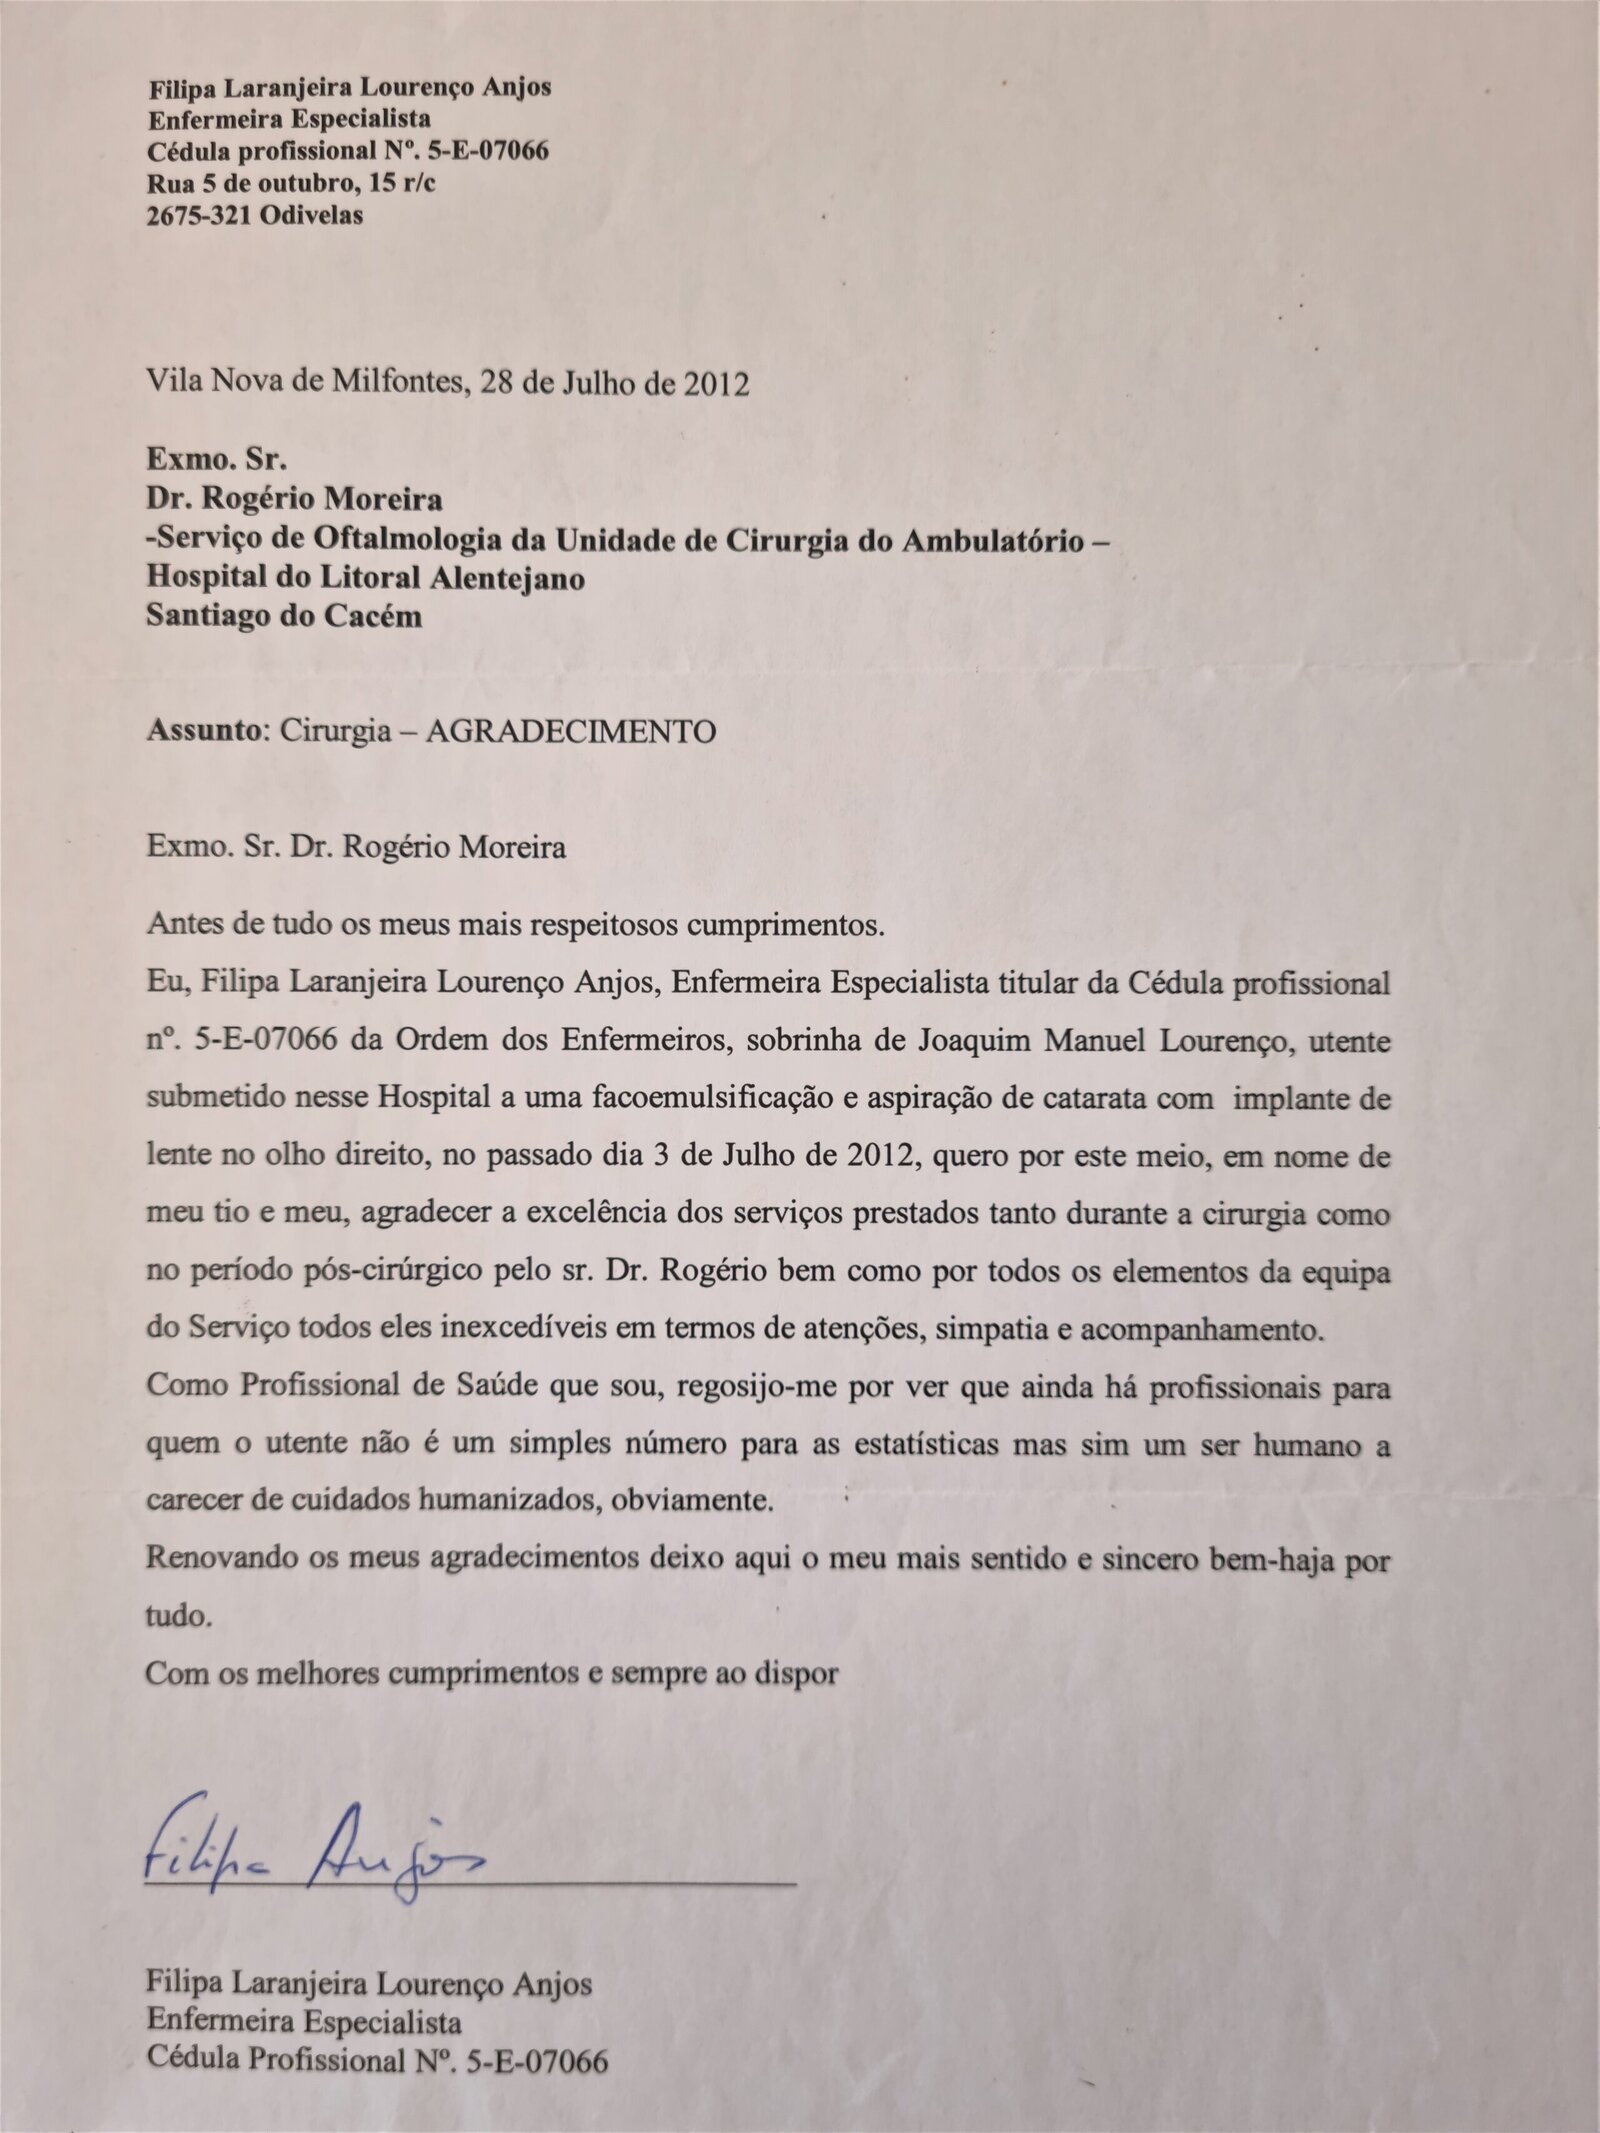 Filipa Laranjeira Lourenço Anjos
Enfermeira Especialista
Cédula profissional Nº. 5-E-07066
Rua 5 de outubro, 15 r/c
2675-321 Odivelas
Vila Nova de Milfontes, 28 de Julho de 2012
Exmo. Sr.
Dr. Rogério Moreira
-Serviço de Oftalmologia da Unidade de Cirurgia do Ambulatório –
Hospital do Litoral Alentejano
Santiago do Cacém
Assunto: Cirurgia – AGRADECIMENTO
Exmo. Sr. Dr. Rogério Moreira
Antes de tudo os meus mais respeitosos cumprimentos.
Eu, Filipa Laranjeira Lourenço Anjos, Enfermeira Especialista titular da Cédula profissional
nº. 5-E-07066 da Ordem dos Enfermeiros, sobrinha de Joaquim Manuel Lourenço, utente
submetido nesse Hospital a uma facoemulsificação e aspiração de catarata com implante de
lente no olho direito, no passado dia 3 de Julho de 2012, quero por este meio, em nome de
meu tio e meu, agradecer a excelência dos serviços prestados tanto durante a cirurgia como
no período pós-cirúrgico pelo sr. Dr. Rogério bem como por todos os elementos da equipa
do Serviço todos eles inexcedíveis em termos de atenções, simpatia e acompanhamento.
Como Profissional de Saúde que sou, regosijo-me por ver que ainda há profissionais para
quem o utente não é um simples número para as estatísticas mas sim um ser humano a
carecer de cuidados humanizados, obviamente.
Renovando os meus agradecimentos deixo aqui o meu mais sentido e sincero bem-haja por
tudo.
Com os melhores cumprimentos e sempre ao dispor
Filipa Anjos
Filipa Laranjeira Lourenço Anjos
Enfermeira Especialista
Cédula Profissional Nº. 5-E-07066